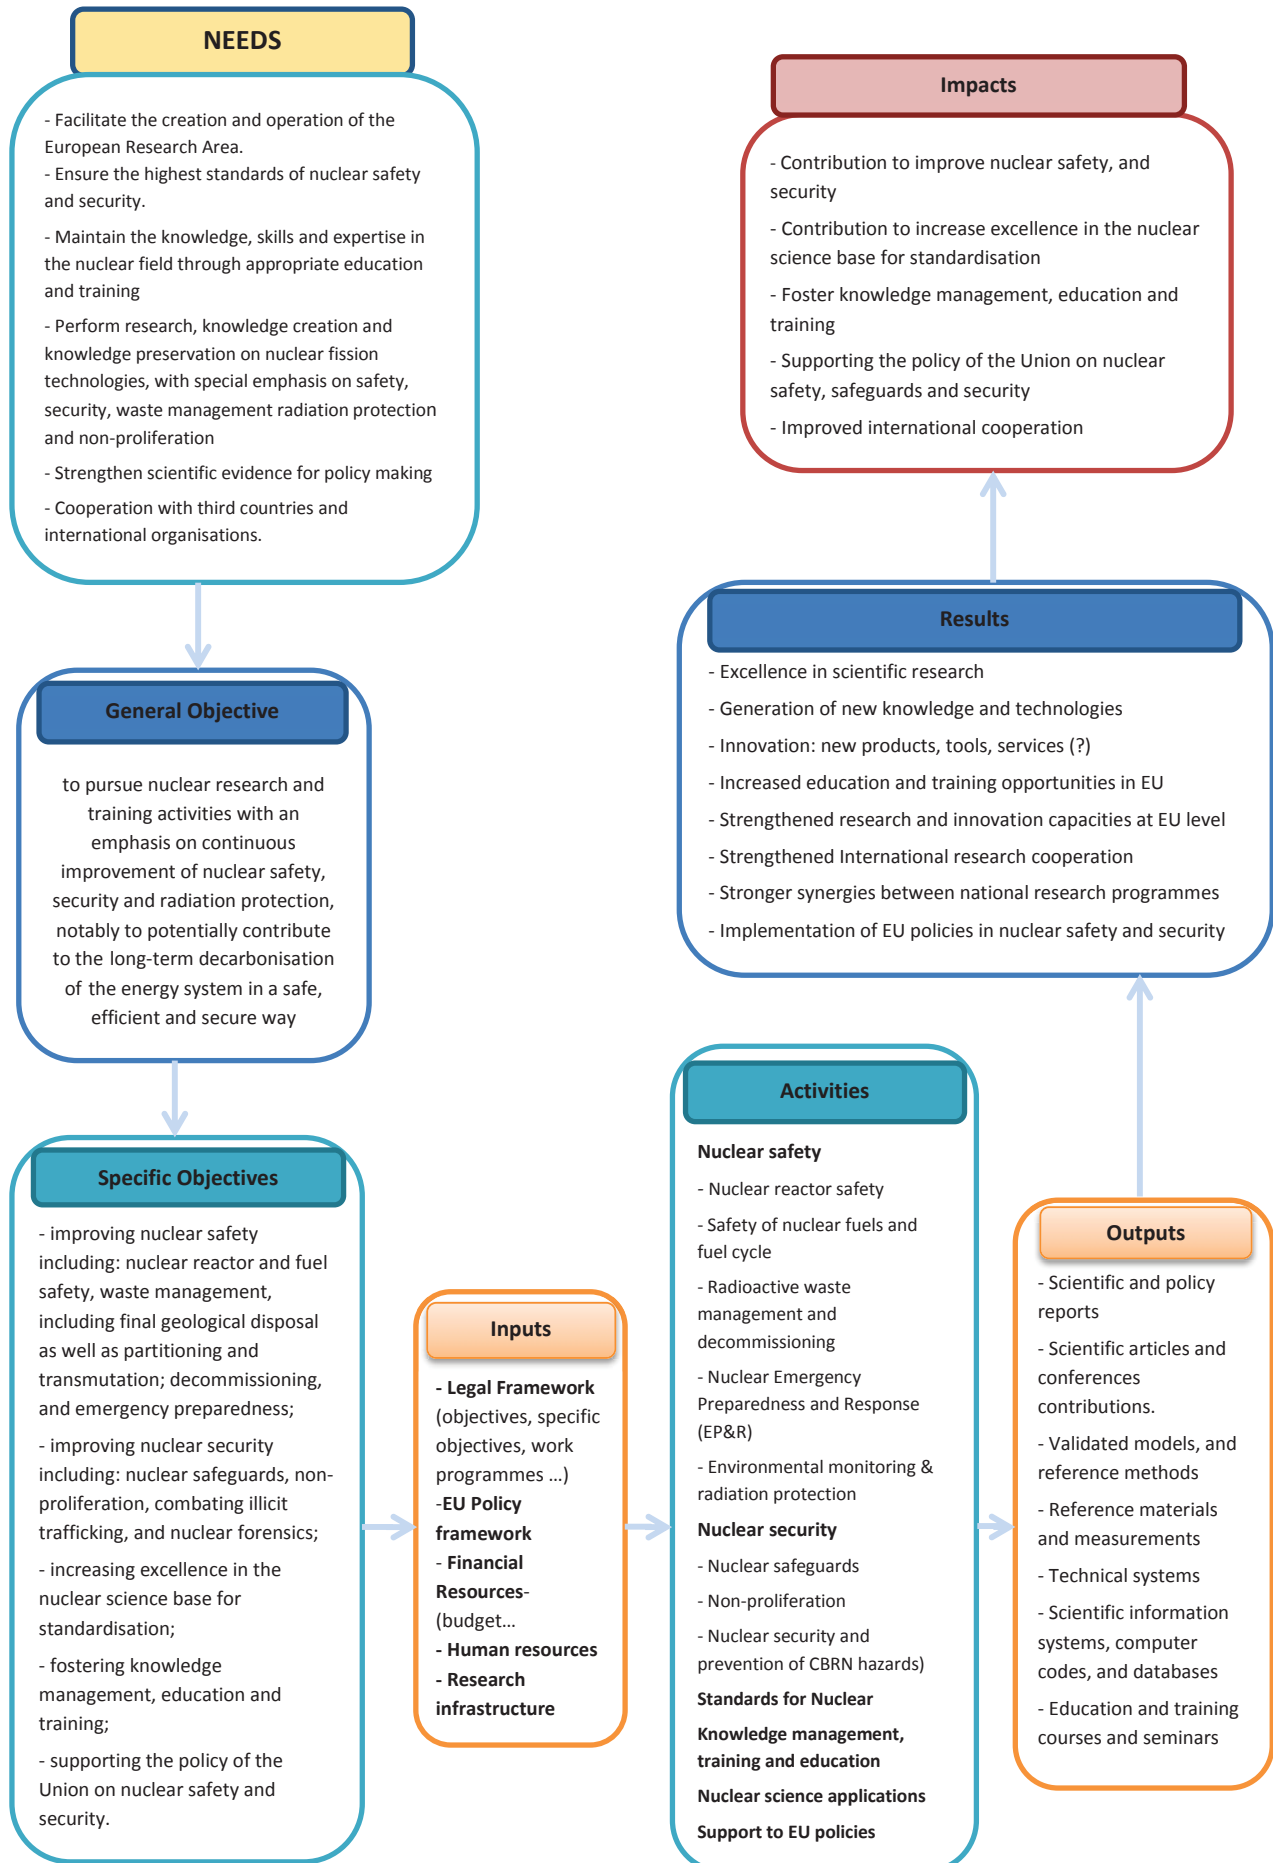 NEEDS
- Facilitate the creation and operation of the
European Research Area.
- Ensure the highest standards of nuclear safety
and security.
- Maintain the knowledge, skills and expertise in
the nuclear field through appropriate education
and training
- Perform research, knowledge creation and
knowledge preservation on nuclear fission
technologies, with special emphasis on safety,
security, waste management radiation protection
and non-proliferation
- Strengthen scientific evidence for policy making
- Cooperation with third countries and
international organisations.
General Objective
to pursue nuclear research and
training activities with an
emphasis on continuous
improvement of nuclear safety,
security and radiation protection,
notably to potentially contribute
to the long-term decarbonisation
of the energy system in a safe,
efficient and secure way
Specific Objectives
- improving nuclear safety
including: nuclear reactor and fuel
safety, waste management,
including final geological disposal
as well as partitioning and
transmutation; decommissioning,
and emergency preparedness;
- improving nuclear security
including: nuclear safeguards, non-
proliferation, combating illicit
trafficking, and nuclear forensics;
- increasing excellence in the
nuclear science base for
standardisation;
- fostering knowledge
management, education and
training;
- supporting the policy of the
Union on nuclear safety and
security.
Inputs
- Legal Framework
(objectives, specific
objectives, work
programmes ...)
-EU Policy
framework
- Financial
Resources-
(budget...
- Human resources
- Research
infrastructure
Activities
Nuclear safety
- Nuclear reactor safety
- Safety of nuclear fuels and
fuel cycle
- Radioactive waste
management and
decommissioning
- Nuclear Emergency
Preparedness and Response
(EP&R)
- Environmental monitoring &
radiation protection
Nuclear security
- Nuclear safeguards
- Non-proliferation
- Nuclear security and
prevention of CBRN hazards)
Standards for Nuclear
Knowledge management,
training and education
Nuclear science applications
Support to EU policies
Outputs
- Scientific and policy
reports
- Scientific articles and
conferences
contributions.
- Validated models, and
reference methods
- Reference materials
and measurements
- Technical systems
- Scientific information
systems, computer
codes, and databases
- Education and training
courses and seminars
Results
- Excellence in scientific research
- Generation of new knowledge and technologies
- Innovation: new products, tools, services (?)
- Increased education and training opportunities in EU
- Strengthened research and innovation capacities at EU level
- Strengthened International research cooperation
- Stronger synergies between national research programmes
- Implementation of EU policies in nuclear safety and security
Impacts
- Contribution to improve nuclear safety, and
security
- Contribution to increase excellence in the nuclear
science base for standardisation
- Foster knowledge management, education and
training
- Supporting the policy of the Union on nuclear
safety, safeguards and security
- Improved international cooperation